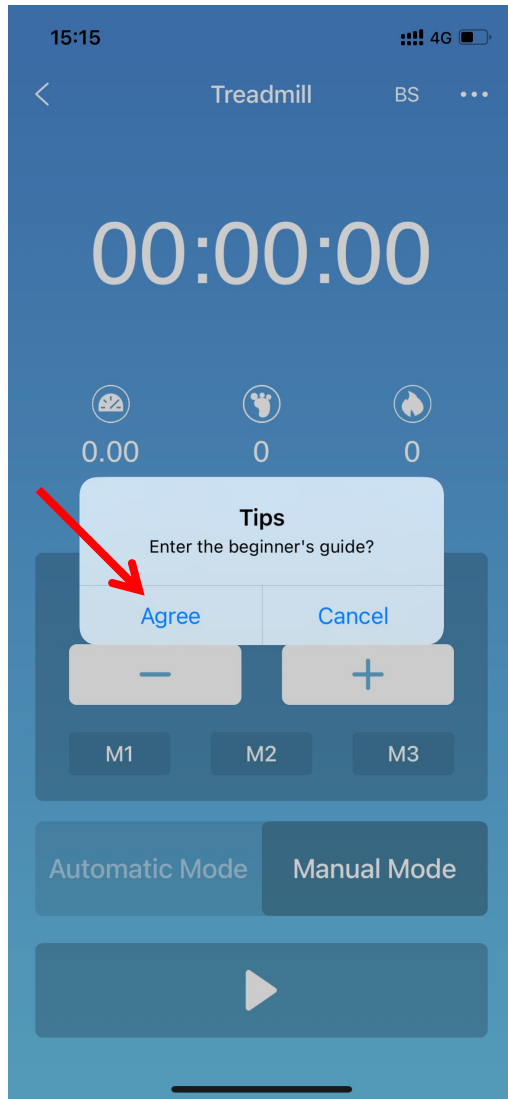 15:15 4G
Treadmill BS •••
00:00:00
0.00 0 0
Tips
Enter the beginner's guide?
Agree Cancel
— +
M1 M2 M3
Automatic Mode Manual Mode